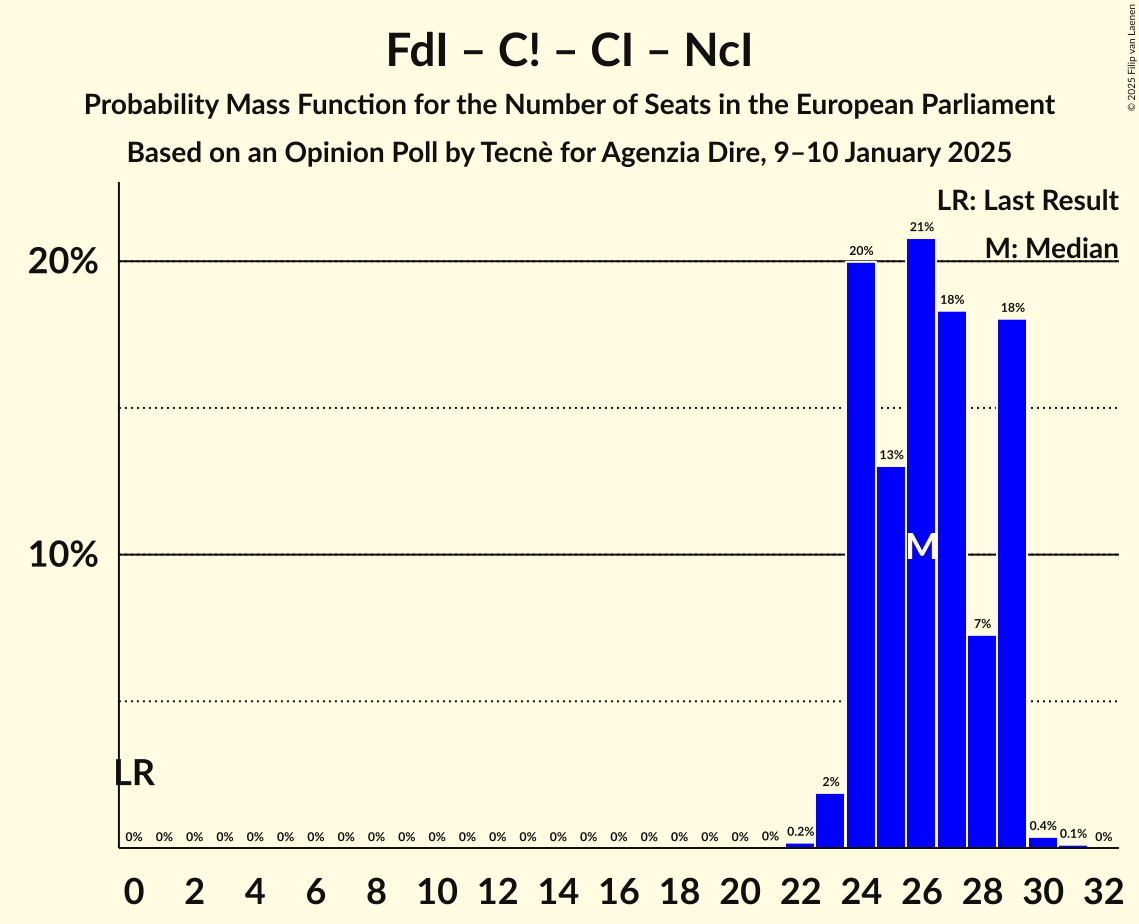 FdI – C! – CI – NcI
Probability Mass Function for the Number of Seats in the European Parliament
Based on an Opinion Poll by Tecnè for Agenzia Dire, 9–10 January 2025
© 2025 Filip van Laenen
LR: Last Result
M: Median
20%
10%
21%
20%
18%
18%
13%
M
7%
LR
2%
0% 0% 0% 0% 0% 0% 0% 0% 0% 0% 0% 0% 0% 0% 0% 0% 0% 0% 0% 0% 0% 0% 0.2% 0.4% 0.1% 0%
0 2 4 6 8 10 12 14 16 18 20 22 24 26 28 30 32